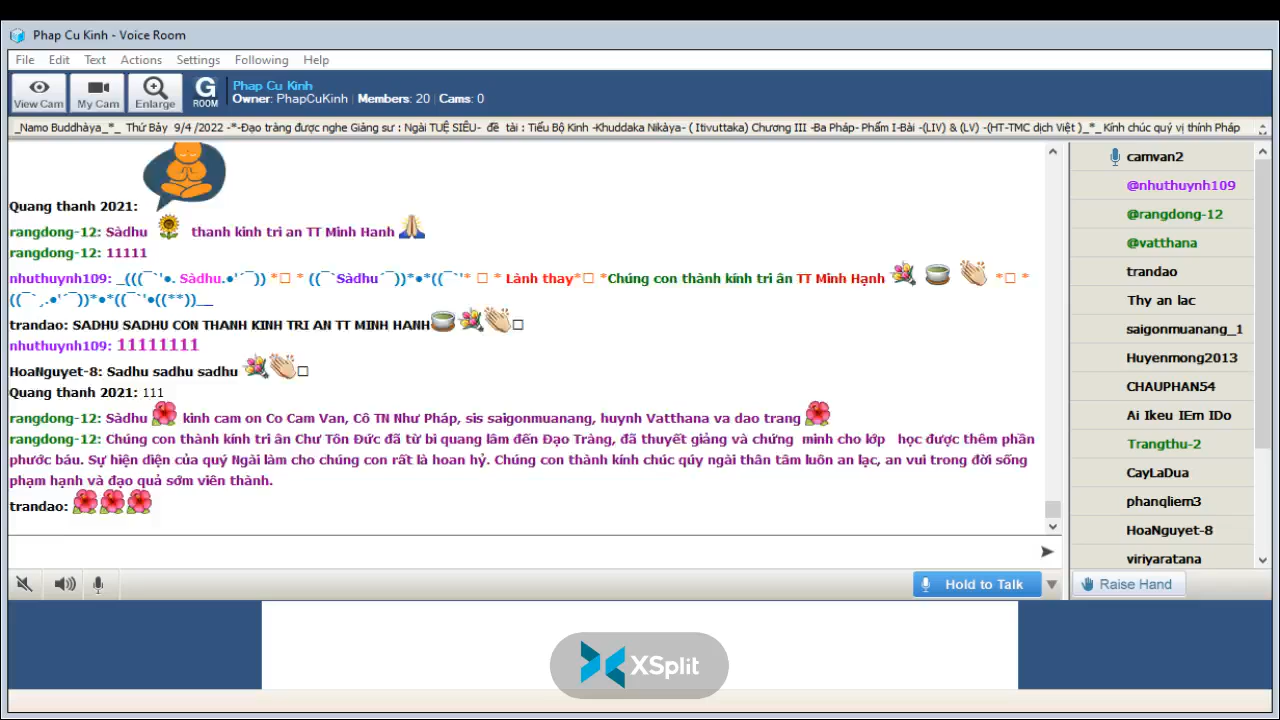 Phap Cu Kinh - Voice Room
File Edit Text Actions Settings Following Help
View Cam My Cam Enlarge G ROOM
Phap Cu Kinh
Owner: PhapCuKinh Members: 20 Cams: 0
_Namo Buddhàya_*_ Thứ Bảy 9/4 /2022 -*-Đạo tràng được nghe Giảng sư : Ngài TUỆ SIÊU- đề tài : Tiểu Bộ Kinh -Khuddaka Nikàya- ( Itivuttaka) Chương III -Ba Pháp- Phẩm I-Bài -(LIV) & (LV) -(HT-TMC dịch Việt )_*_ Kính chúc quý vị thính Pháp
Quang thanh 2021:
rangdong-12: Sàdhu thanh kinh tri an TT Minh Hanh
rangdong-12: 11111
nhuthuynh109: _(((¯`'•. Sàdhu.•'´¯)) *□ * ((¯`Sàdhu´¯))*•*((¯`'* □ * Lành thay*□ *Chúng con thành kính tri ân TT Minh Hạnh *□ *
((¯`¸.•'´¯))*•*((¯`'•((**))__
trandao: SADHU SADHU CON THANH KINH TRI AN TT MINH HANH □
nhuthuynh109: 11111111
HoaNguyet-8: Sadhu sadhu sadhu □
Quang thanh 2021: 111
rangdong-12: Sàdhu kinh cam on Co Cam Van, Cô TN Như Pháp, sis saigonmuanang, huynh Vatthana va dao trang
rangdong-12: Chúng con thành kính tri ân Chư Tôn Đức đã từ bi quang lâm đến Đạo Tràng, đã thuyết giảng và chứng minh cho lớp học được thêm phần
phước báu. Sự hiện diện của quý Ngài làm cho chúng con rất là hoan hỷ. Chúng con thành kính chúc qúy ngài thân tâm luôn an lạc, an vui trong đời sống
phạm hạnh và đạo quả sớm viên thành.
trandao:
Hold to Talk
camvan2
@nhuthuynh109
@rangdong-12
@vatthana
trandao
Thy an lac
saigonmuanang_1
Huyenmong2013
CHAUPHAN54
Ai Ikeu IEm IDo
Trangthu-2
CayLaDua
phanqliem3
HoaNguyet-8
viriyaratana
Raise Hand
XSplit